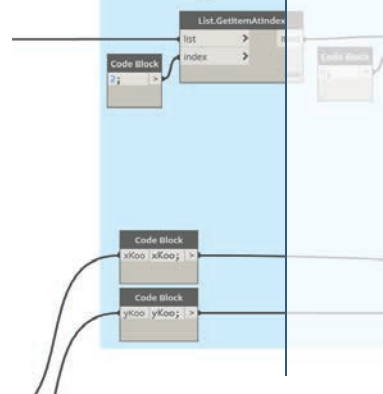 List.GetItemAtIndex
list >
Code Block
index >
2; >
Code Block
Code Block
xKoo xKoo; >
Code Block
yKoo yKoo; >